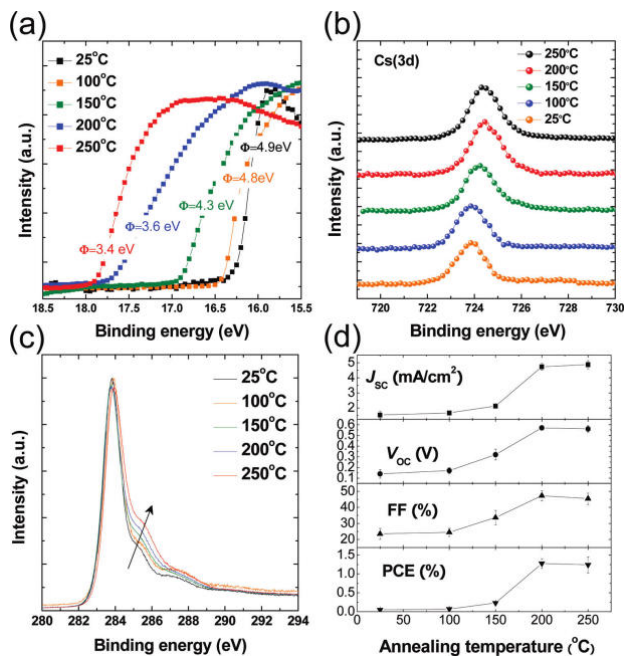 (a)
25°C
100°C
150°C
200°C
250°C
Φ=4.9eV
Φ=4.8eV
Φ=4.3 eV
Φ=3.6 eV
Φ=3.4 eV
Intensity (a.u.)
18.5 18.0 17.5 17.0 16.5 16.0 15.5
Binding energy (eV)
(b)
Cs(3d)
250°C
200°C
150°C
100°C
25°C
Intensity (a.u.)
720 722 724 726 728 730
Binding energy (eV)
(c)
25°C
100°C
150°C
200°C
250°C
Intensity (a.u.)
280 282 284 286 288 290 292 294
Binding energy (eV)
(d)
5
4
3
2
JSC (mA/cm²)
0.6
0.5
0.4
0.3
0.2
0.1
VOC (V)
50
40
30
20
FF (%)
1.5
1.0
0.5
0.0
PCE (%)
0 50 100 150 200 250
Annealing temperature (°C)